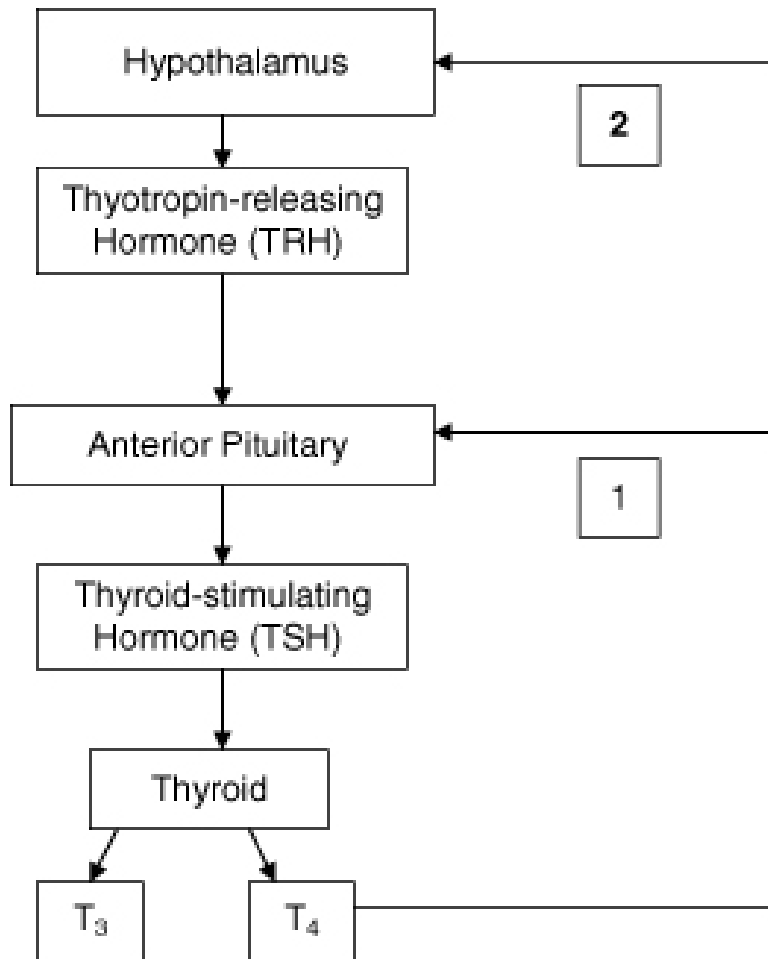 Hypothalamus
2
Thyotropin-releasing
Hormone (TRH)
Anterior Pituitary
1
Thyroid-stimulating
Hormone (TSH)
Thyroid
T₃
T₄